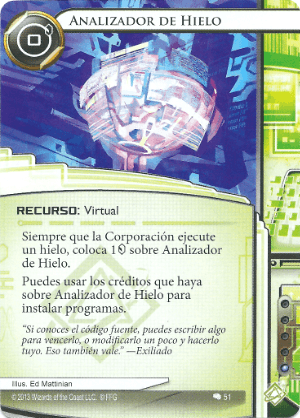 0
ANALIZADOR DE HIELO
RECURSO: Virtual
Siempre que la Corporación ejecute
un hielo, coloca 1 sobre Analizador
de Hielo.
Puedes usar los créditos que haya
sobre Analizador de Hielo para
instalar programas.
"Si conoces el código fuente, puedes escribir algo
para vencerlo, o modificarlo un poco y hacerlo
tuyo. Eso también vale." —Exiliado
Illus. Ed Mattinian
© 2013 Wizards of the Coast LLC. © FFG
51